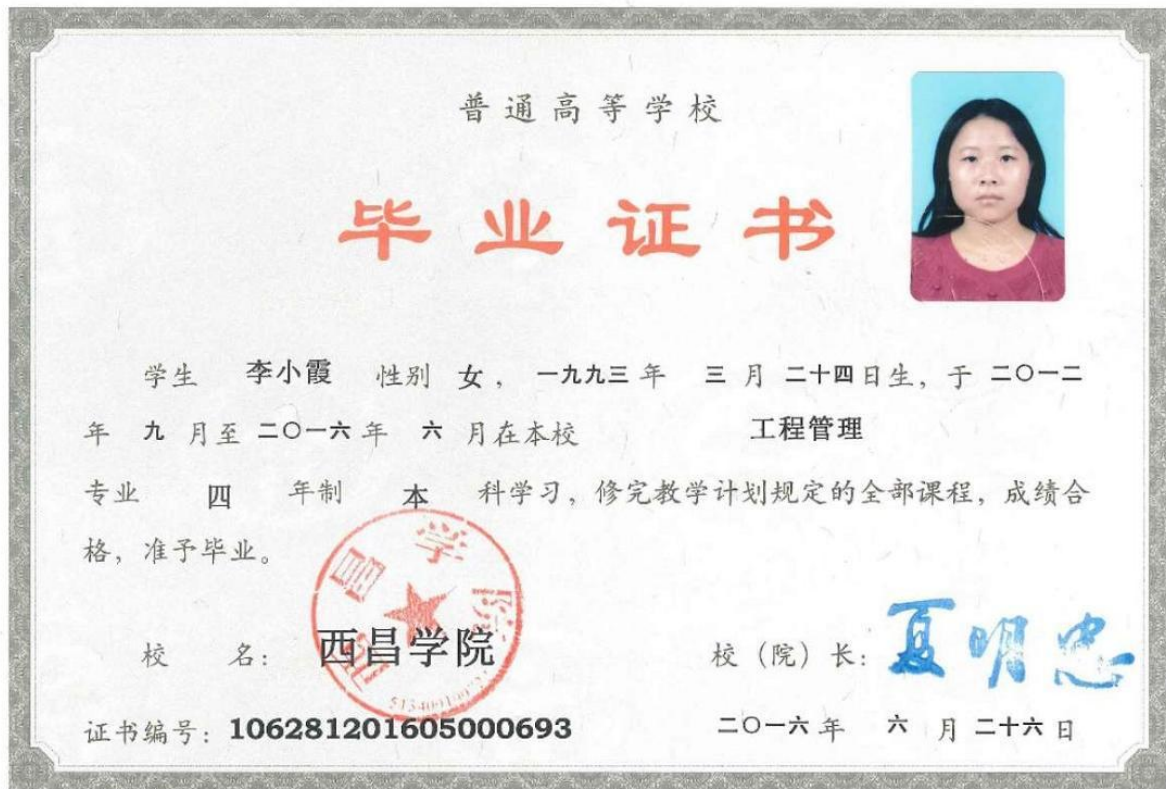 普通高等学校
毕业证书
学生 李小霞 性别 女，一九九三年 三月二十四日生，于二〇一二
年 九 月至二〇一六年 六 月在本校 工程管理
专业 四 年制 本 科学习，修完教学计划规定的全部课程，成绩合
格，准予毕业。
西昌学院
校 名：西昌学院 校（院）长：夏明忠
证书编号：106281201605000693 二〇一六年 六 月二十六日